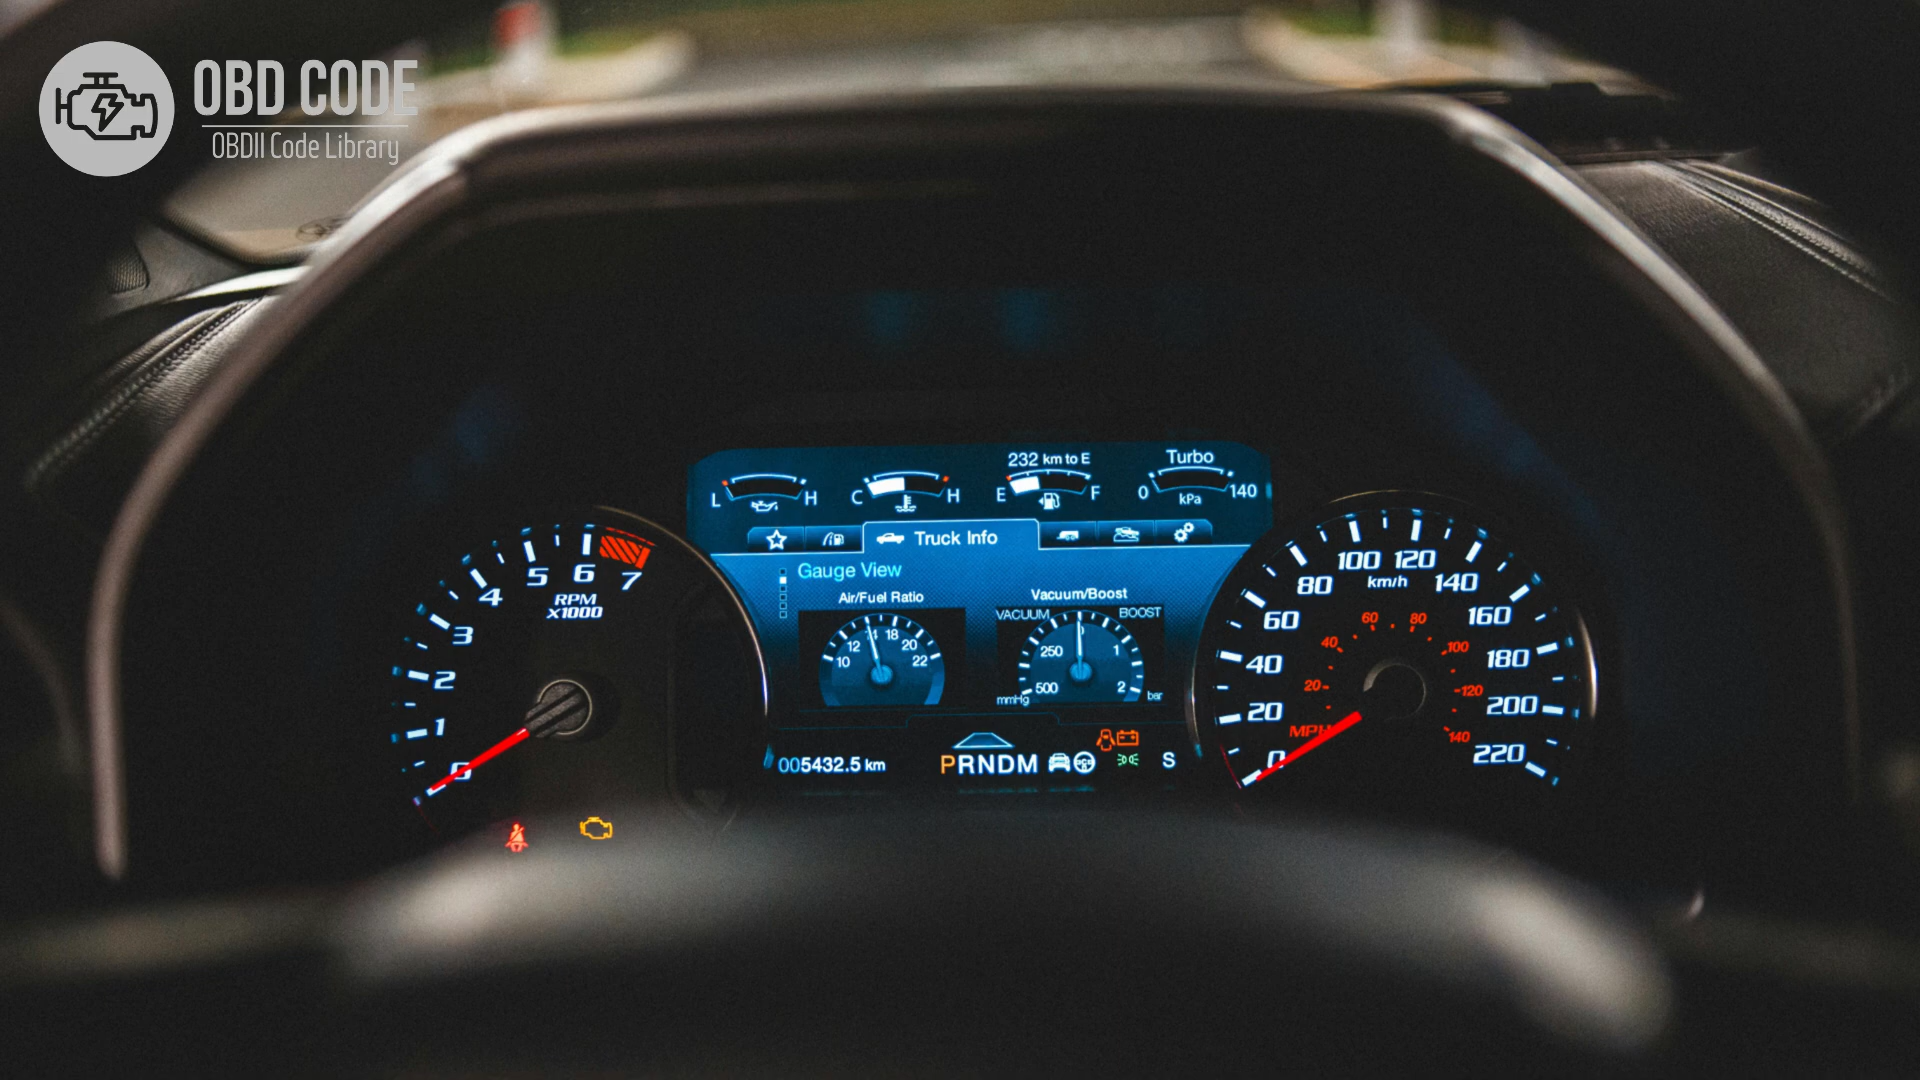 OBD CODE
OBDII Code Library
232 km to E
Turbo
L H
C H
E F
0 140
kPa
Truck Info
Gauge View
Air/Fuel Ratio
10 12 14 18 20 22
Vacuum/Boost
VACUUM BOOST
500 250 0 1 2
mmHg bar
005432.5 km
PRNDM
S
0 1 2 3 4 5 6 7
RPM
X1000
0 20 40 60 80 100 120 140 160 180 200 220
km/h
20 40 60 80 100 120 140
MPH